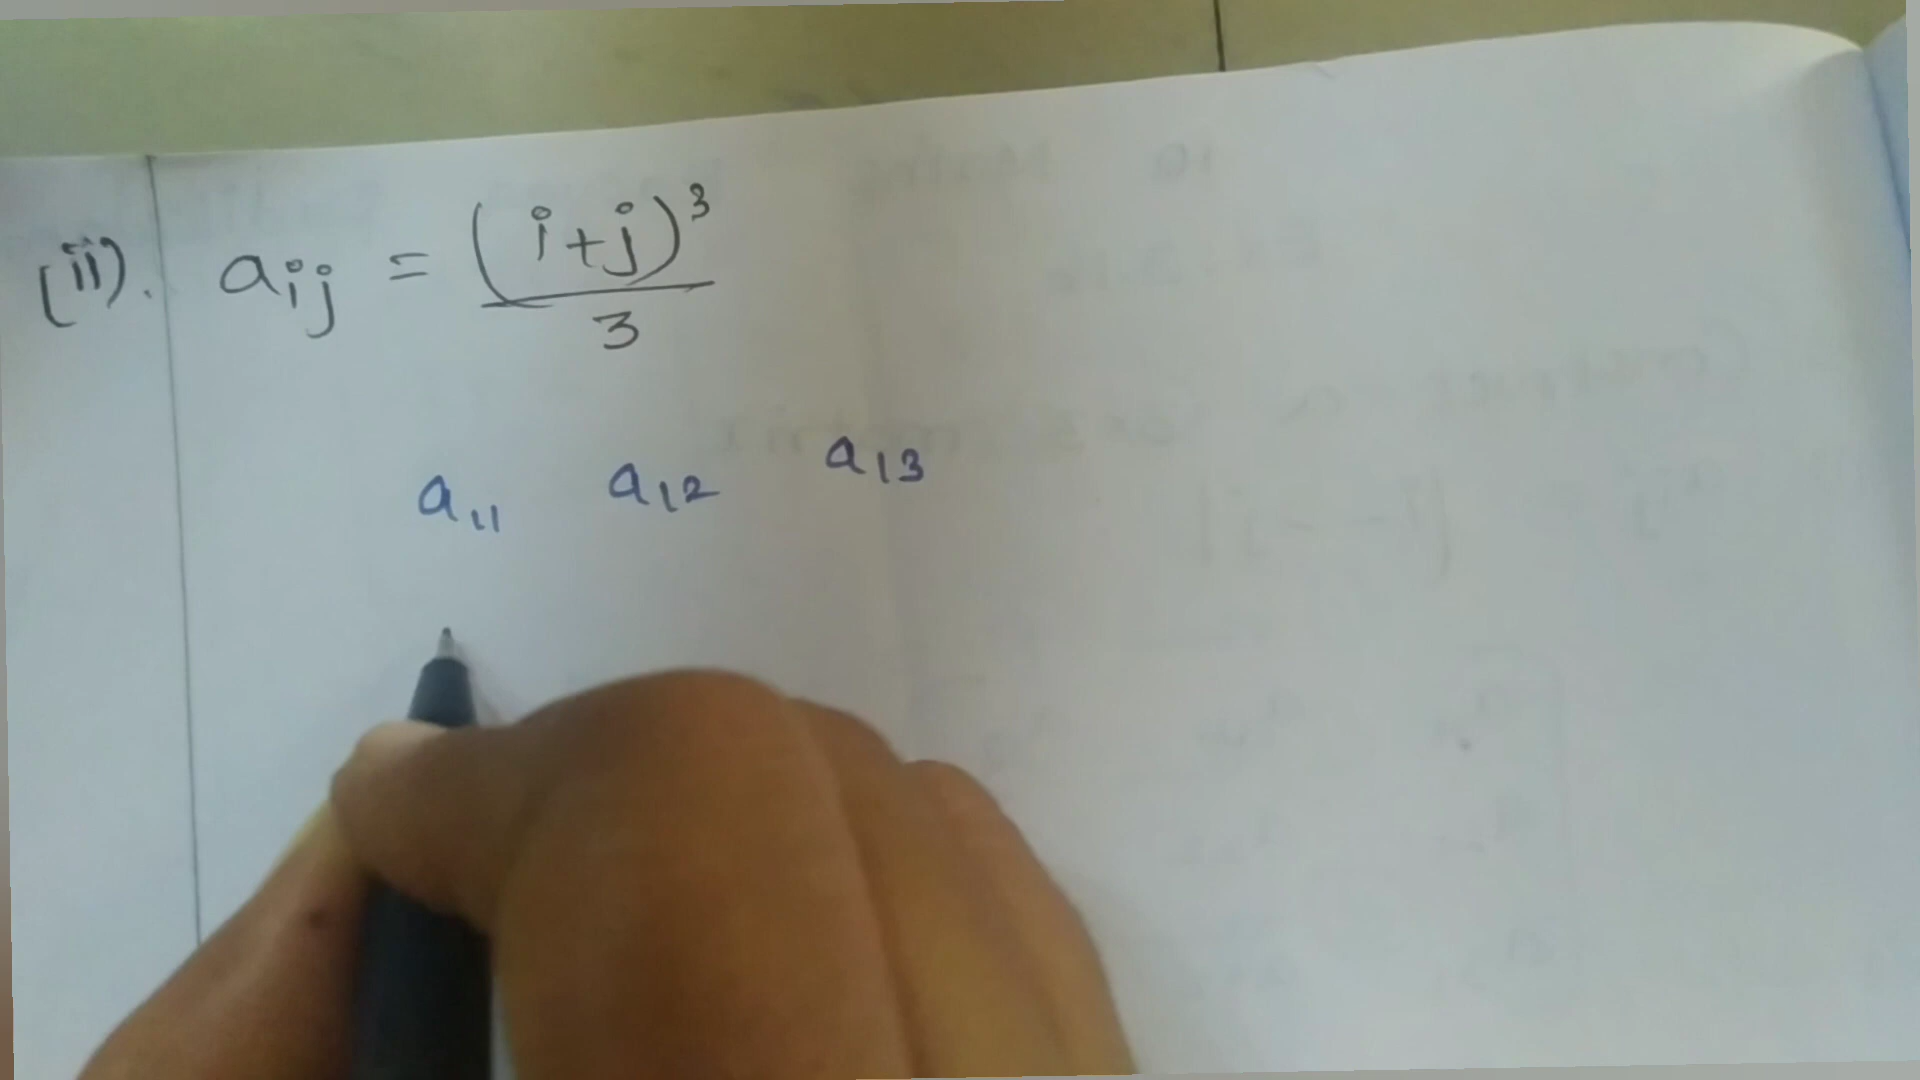 (ii). aij = (i+j)³/3
a11 a12 a13